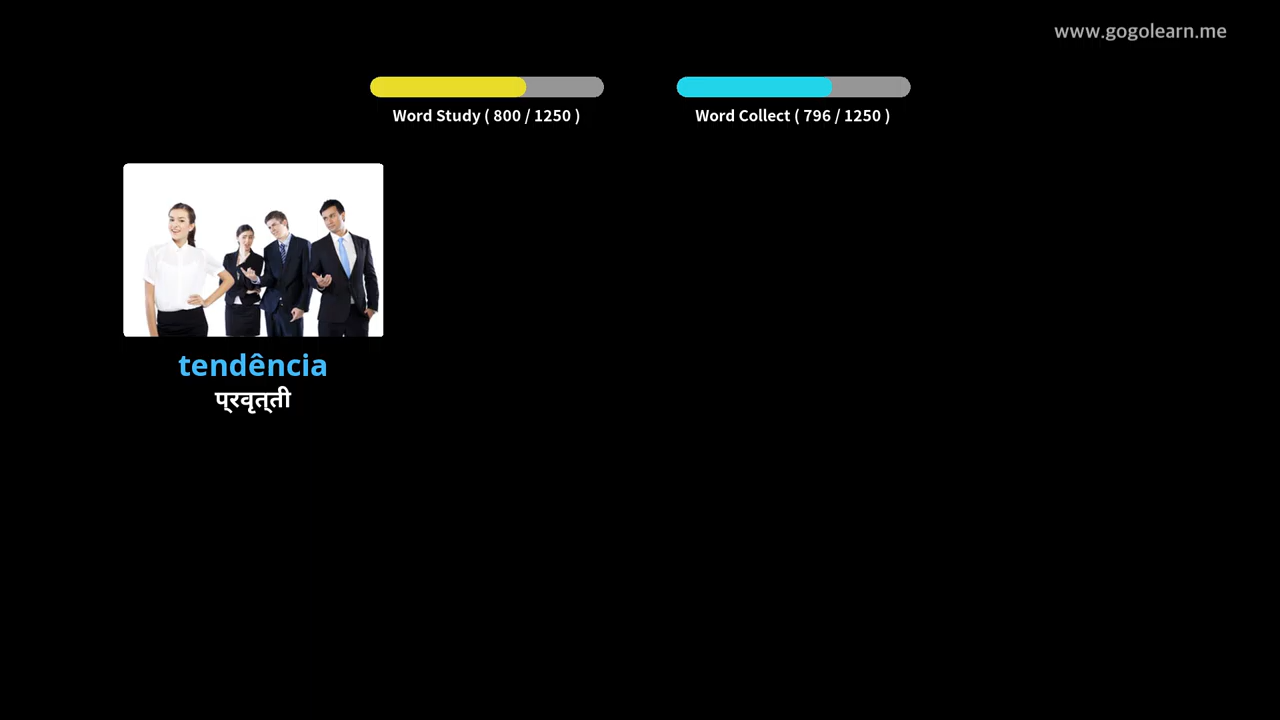 www.gogolearn.me
Word Study ( 800 / 1250 )
Word Collect ( 796 / 1250 )
tendência
प्रवृत्ती